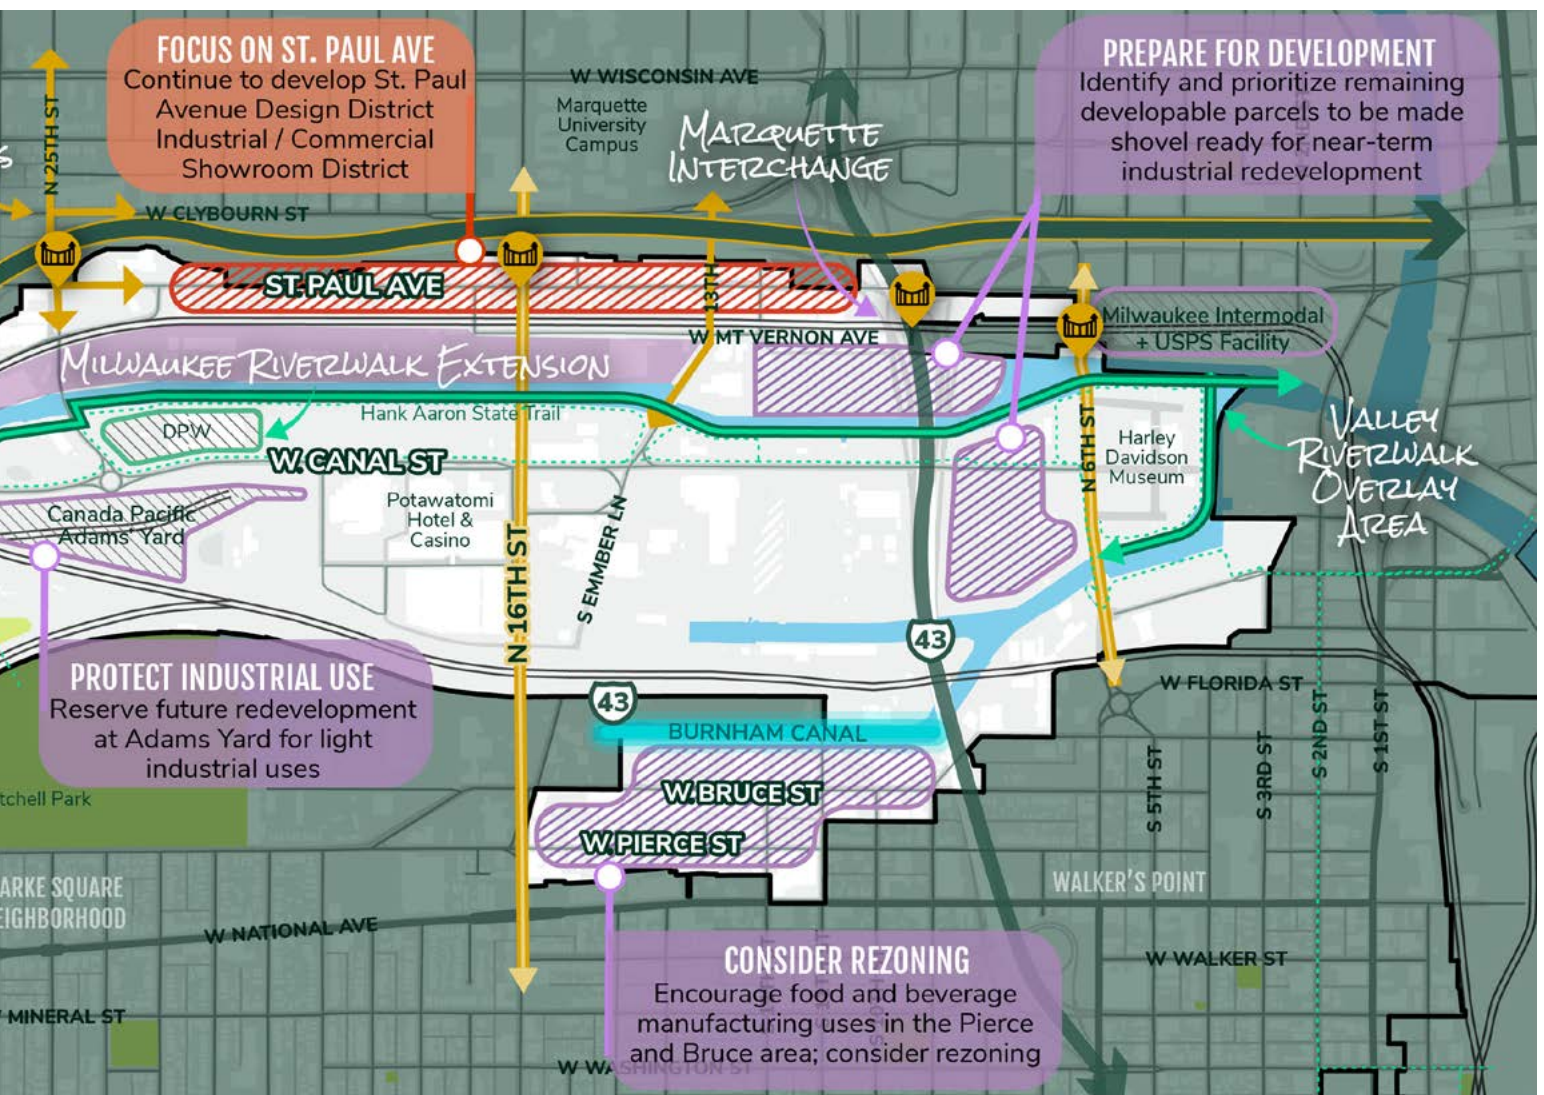 FOCUS ON ST. PAUL AVE
Continue to develop St. Paul
Avenue Design District
Industrial / Commercial
Showroom District
PREPARE FOR DEVELOPMENT
Identify and prioritize remaining
developable parcels to be made
shovel ready for near-term
industrial redevelopment
W WISCONSIN AVE
Marquette
University
Campus
MARQUETTE
INTERCHANGE
N 25TH ST
W CLYBOURN ST
ST. PAUL AVE
13TH
W MT VERNON AVE
Milwaukee Intermodal
+ USPS Facility
MILWAUKEE RIVERWALK EXTENSION
Hank Aaron State Trail
DPW
W. CANAL ST
N 6TH ST
Harley
Davidson
Museum
VALLEY
RIVERWALK
OVERLAY
AREA
Canada Pacific
Adams' Yard
Potawatomi
Hotel &
Casino
N 16TH ST
S EMMBER LN
43
PROTECT INDUSTRIAL USE
Reserve future redevelopment
at Adams Yard for light
industrial uses
43
BURNHAM CANAL
W FLORIDA ST
S 5TH ST
S 3RD ST
S 2ND ST
S 1ST ST
tchell Park
W. BRUCE ST
W. PIERCE ST
ARKE SQUARE
EIGHBORHOOD
WALKER'S POINT
W NATIONAL AVE
W WALKER ST
MINERAL ST
CONSIDER REZONING
Encourage food and beverage
manufacturing uses in the Pierce
and Bruce area; consider rezoning
W WASHINGTON ST